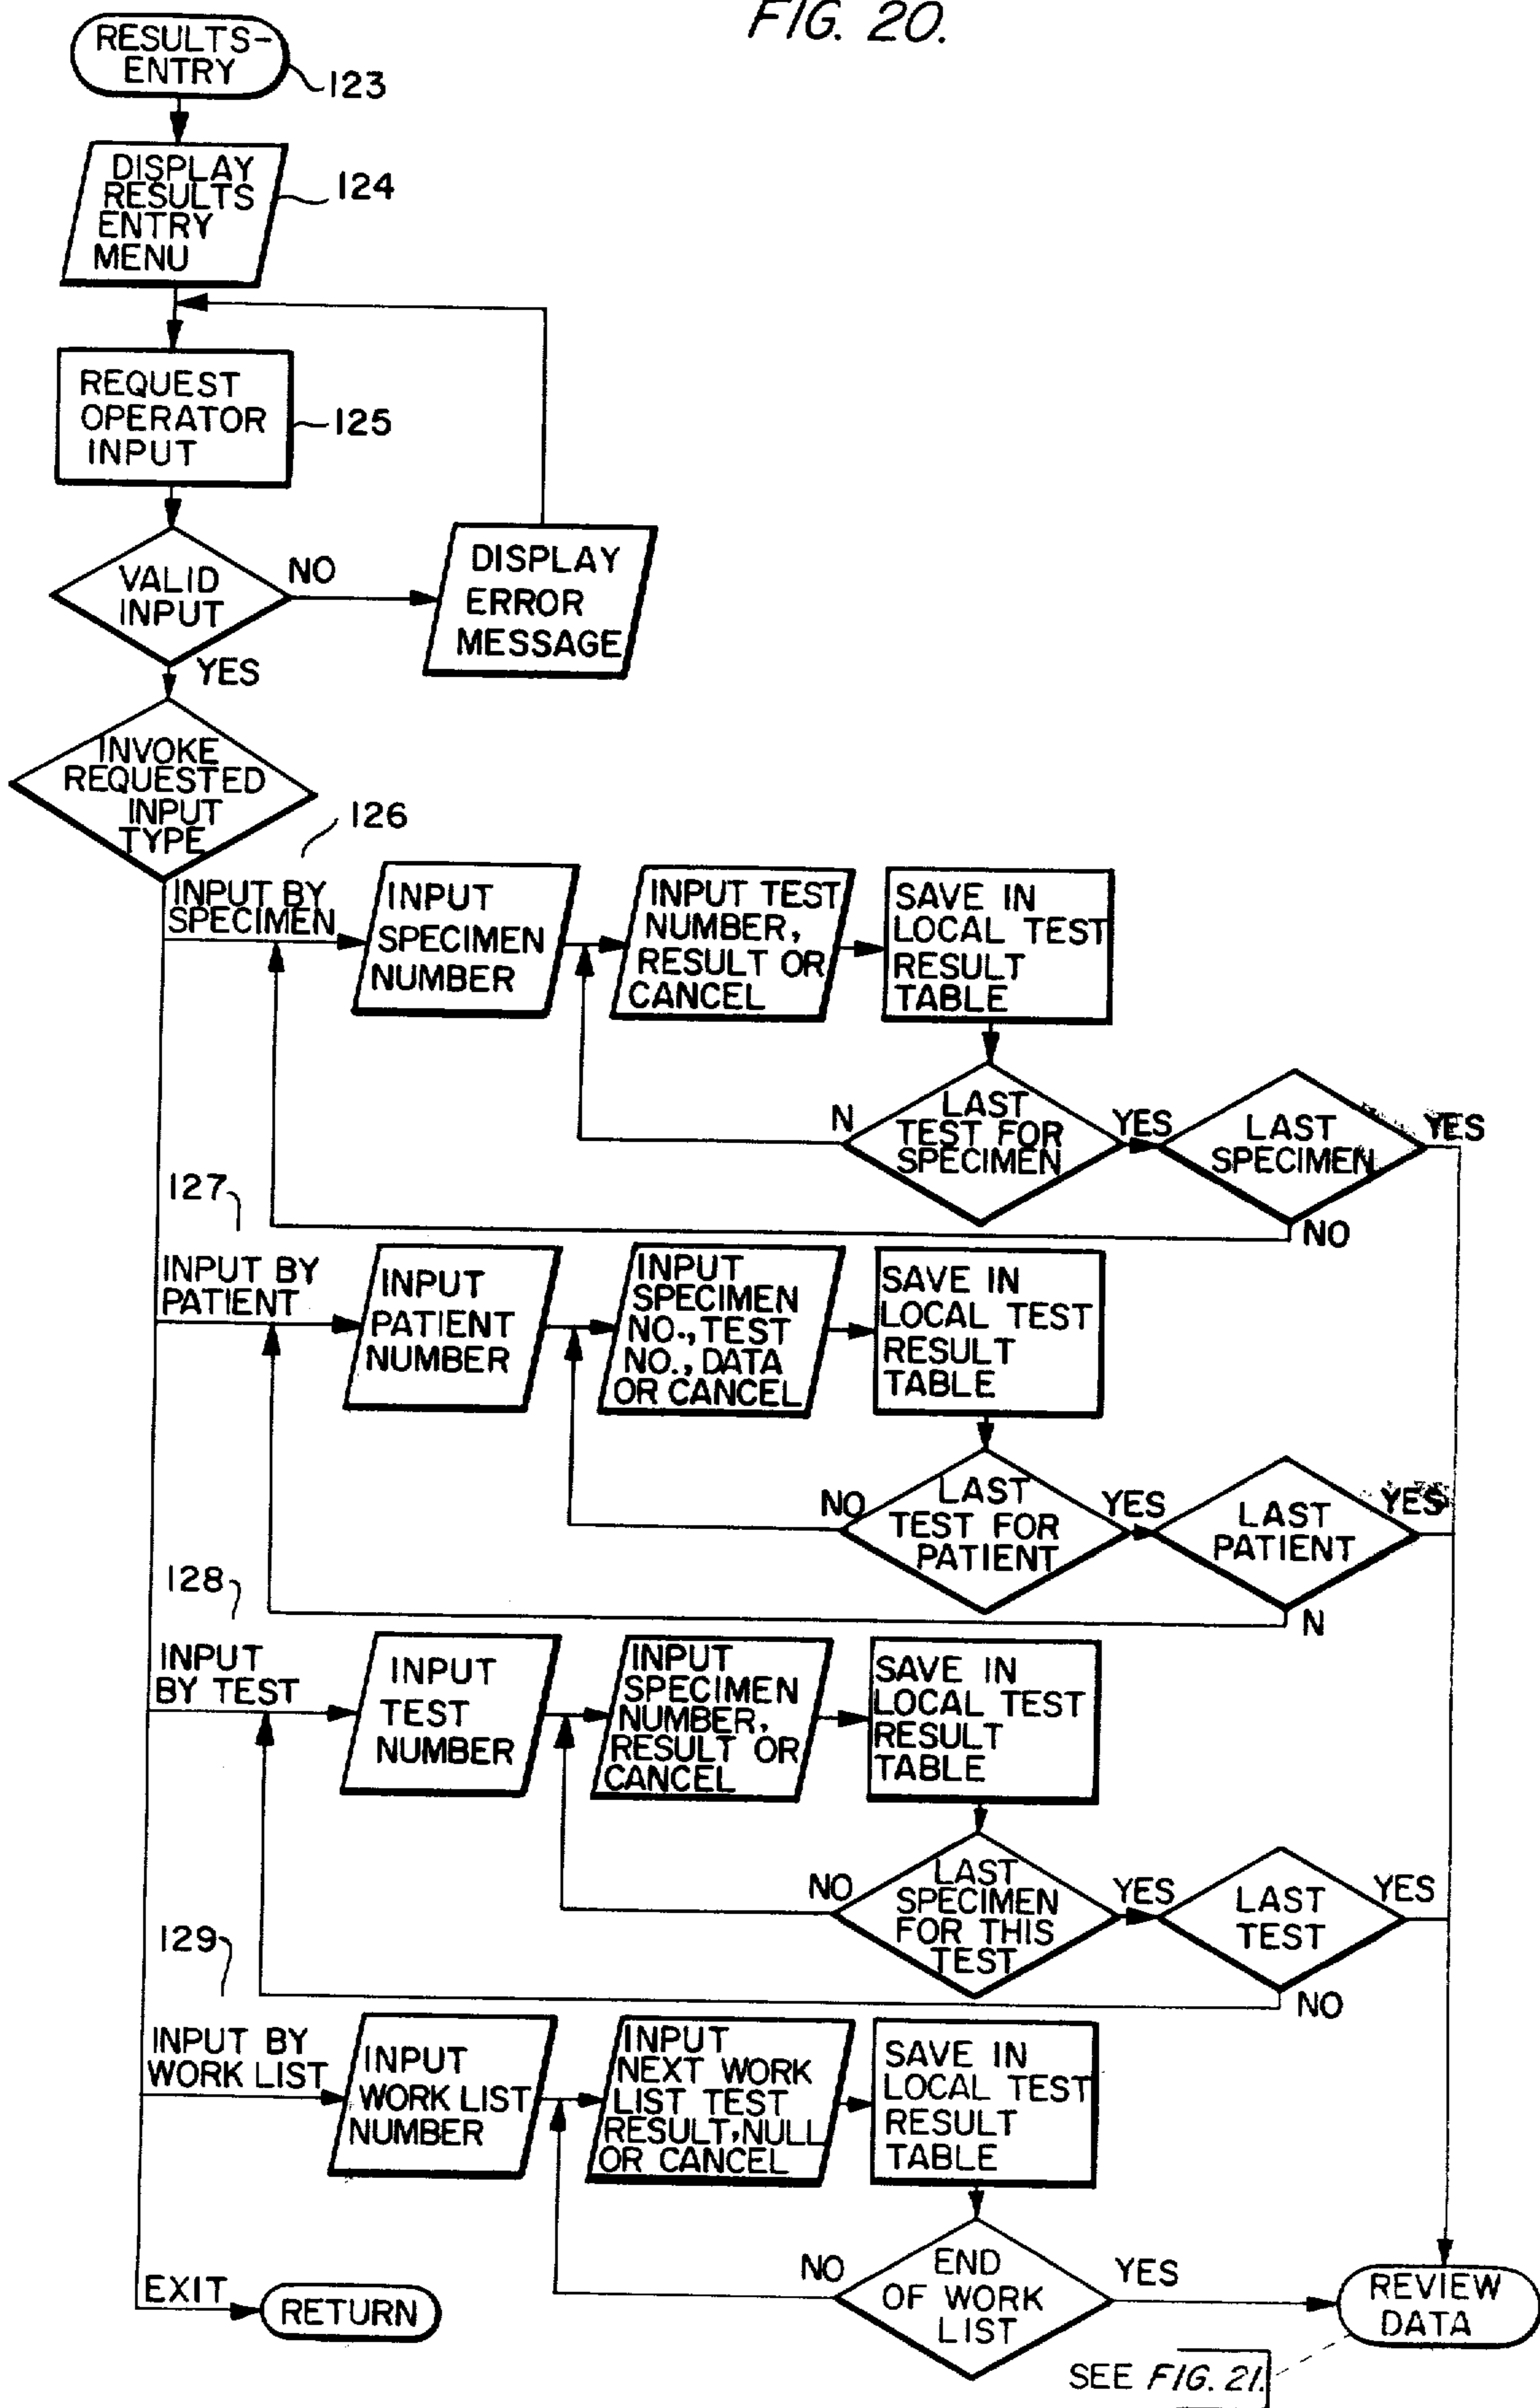 FIG. 20.
RESULTS-
ENTRY
123
DISPLAY
RESULTS
ENTRY
MENU
124
REQUEST
OPERATOR
INPUT
125
VALID
INPUT
NO
DISPLAY
ERROR
MESSAGE
YES
INVOKE
REQUESTED
INPUT
TYPE
126
INPUT BY
SPECIMEN
INPUT
SPECIMEN
NUMBER
INPUT TEST
NUMBER,
RESULT OR
CANCEL
SAVE IN
LOCAL TEST
RESULT
TABLE
N
LAST
TEST FOR
SPECIMEN
YES
LAST
SPECIMEN
YES
NO
127
INPUT BY
PATIENT
INPUT
PATIENT
NUMBER
INPUT
SPECIMEN
NO., TEST
NO., DATA
OR CANCEL
SAVE IN
LOCAL TEST
RESULT
TABLE
NO
LAST
TEST FOR
PATIENT
YES
LAST
PATIENT
YES
N
128
INPUT
BY TEST
INPUT
TEST
NUMBER
INPUT
SPECIMEN
NUMBER,
RESULT OR
CANCEL
SAVE IN
LOCAL TEST
RESULT
TABLE
NO
LAST
SPECIMEN
FOR THIS
TEST
YES
LAST
TEST
YES
NO
129
INPUT BY
WORK LIST
INPUT
WORK LIST
NUMBER
INPUT
NEXT WORK
LIST TEST
RESULT, NULL
OR CANCEL
SAVE IN
LOCAL TEST
RESULT
TABLE
NO
END
OF WORK
LIST
YES
REVIEW
DATA
EXIT
RETURN
SEE FIG. 21.